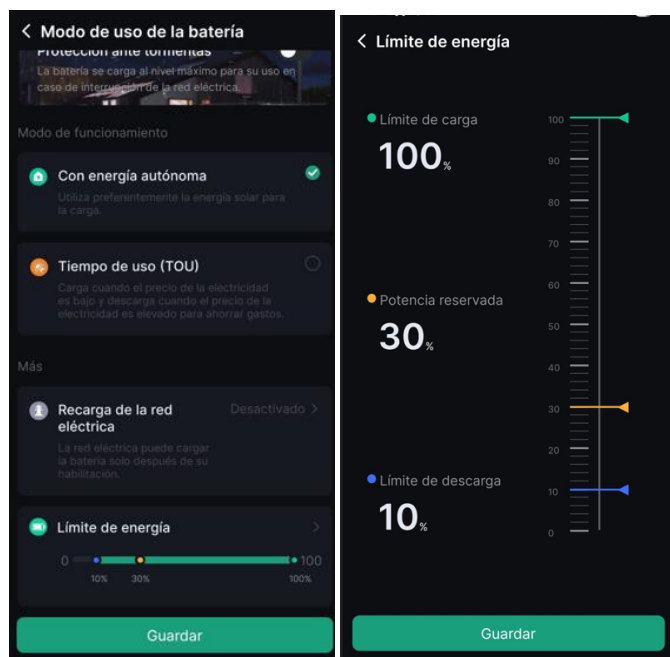 Modo de uso de la batería
Protección ante tormentas
La batería se carga al nivel máximo para su uso en
caso de interrupción de la red eléctrica.
Modo de funcionamiento
Con energía autónoma
Utiliza preferentemente la energía solar para
la carga.
Tiempo de uso (TOU)
Carga cuando el precio de la electricidad
es bajo y descarga cuando el precio de la
electricidad es elevado para ahorrar gastos.
Más
Recarga de la red
eléctrica
Desactivado
La red eléctrica puede cargar
la batería solo después de su
habilitación.
Límite de energía
0
100
10%
30%
100%
Guardar
Límite de energía
Límite de carga
100%
Potencia reservada
30%
Límite de descarga
10%
100
90
80
70
60
50
40
30
20
10
0
Guardar